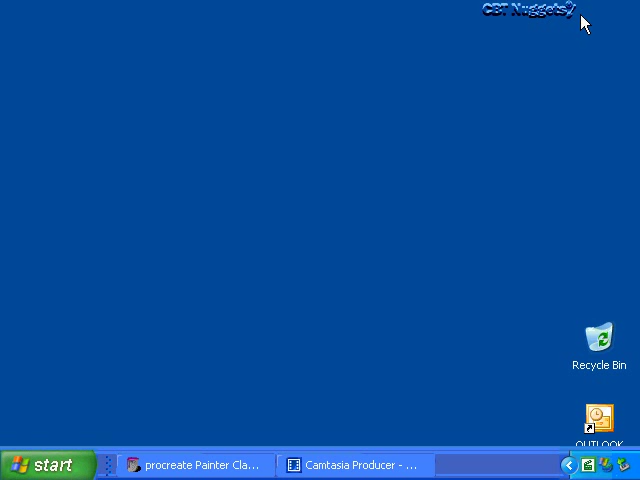 CBT Nuggets
Recycle Bin
OUTLOOK
start
procreate Painter Cla...
Camtasia Producer - ...